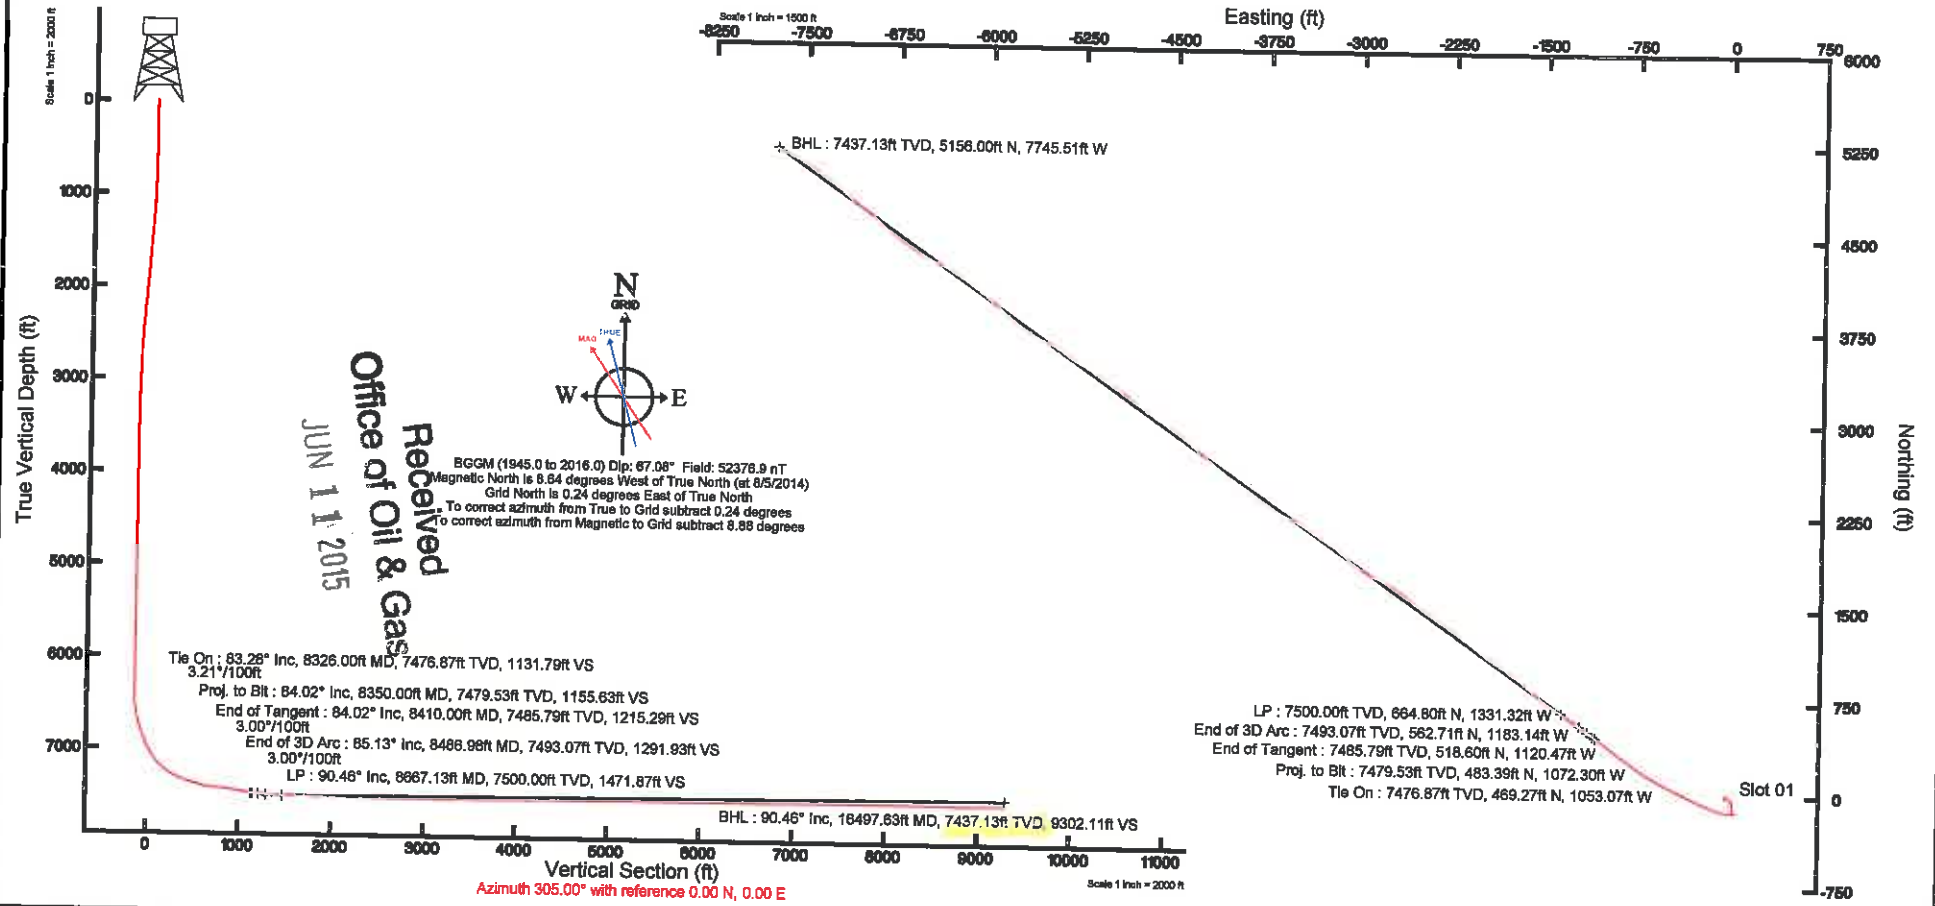 Scale 1 inch = 2000 ft
0
1000
2000
3000
4000
5000
6000
7000
True Vertical Depth (ft)
Scale 1 inch = 1500 ft
Easting (ft)
-8250 -7500 -6750 -6000 -5250 -4500 -3750 -3000 -2250 -1500 -750 0 750
6000
5250
4500
3750
3000
2250
1500
750
0
-750
Northing (ft)
BHL : 7437.13ft TVD, 5156.00ft N, 7745.51ft W
N
GRID
TRUE
MAG
W
E
BGGM (1945.0 to 2016.0) Dip: 67.08° Field: 52376.9 nT
Magnetic North is 8.64 degrees West of True North (at 8/5/2014)
Grid North is 0.24 degrees East of True North
To correct azimuth from True to Grid subtract 0.24 degrees
To correct azimuth from Magnetic to Grid subtract 8.88 degrees
Received
Office of Oil & Gas
JUN 11 2015
Tie On : 83.28° Inc, 8326.00ft MD, 7476.87ft TVD, 1131.79ft VS
3.21°/100ft
Proj. to Bit : 84.02° Inc, 8350.00ft MD, 7479.53ft TVD, 1155.63ft VS
End of Tangent : 84.02° Inc, 8410.00ft MD, 7485.79ft TVD, 1215.29ft VS
3.00°/100ft
End of 3D Arc : 85.13° Inc, 8486.98ft MD, 7493.07ft TVD, 1291.93ft VS
3.00°/100ft
LP : 90.46° Inc, 8667.13ft MD, 7500.00ft TVD, 1471.87ft VS
BHL : 90.46° Inc, 16497.63ft MD, 7437.13ft TVD, 9302.11ft VS
LP : 7500.00ft TVD, 664.80ft N, 1331.32ft W
End of 3D Arc : 7493.07ft TVD, 562.71ft N, 1183.14ft W
End of Tangent : 7485.79ft TVD, 518.60ft N, 1120.47ft W
Proj. to Bit : 7479.53ft TVD, 483.39ft N, 1072.30ft W
Tie On : 7476.87ft TVD, 469.27ft N, 1053.07ft W
Slot 01
0 1000 2000 3000 4000 5000 6000 7000 8000 9000 10000 11000
Vertical Section (ft)
Azimuth 305.00° with reference 0.00 N, 0.00 E
Scale 1 inch = 2000 ft